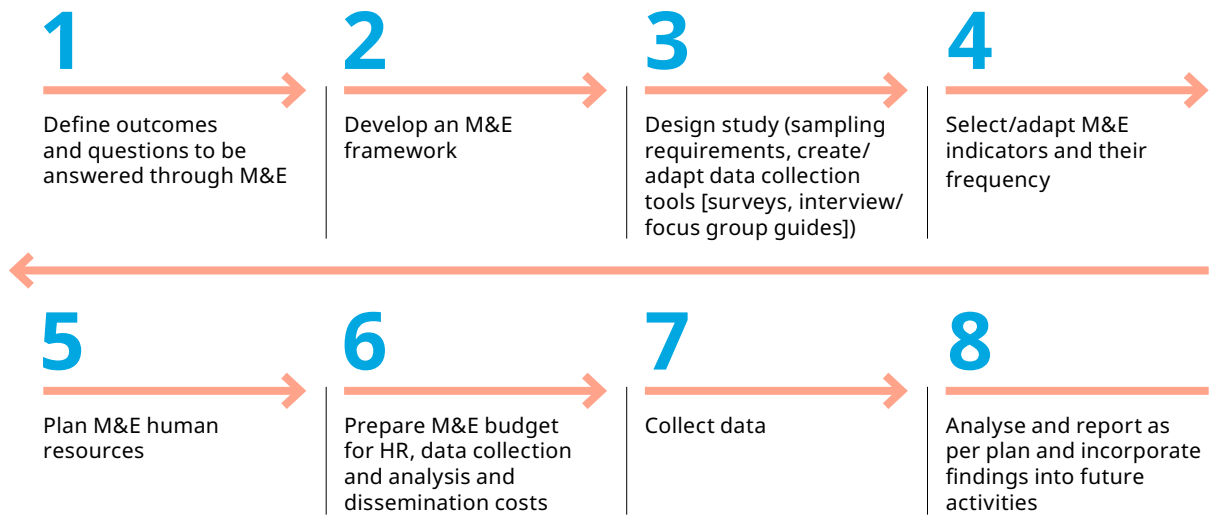 1
Define outcomes
and questions to be
answered through M&E
2
Develop an M&E
framework
3
Design study (sampling
requirements, create/
adapt data collection
tools [surveys, interview/
focus group guides])
4
Select/adapt M&E
indicators and their
frequency
5
Plan M&E human
resources
6
Prepare M&E budget
for HR, data collection
and analysis and
dissemination costs
7
Collect data
8
Analyse and report as
per plan and incorporate
findings into future
activities